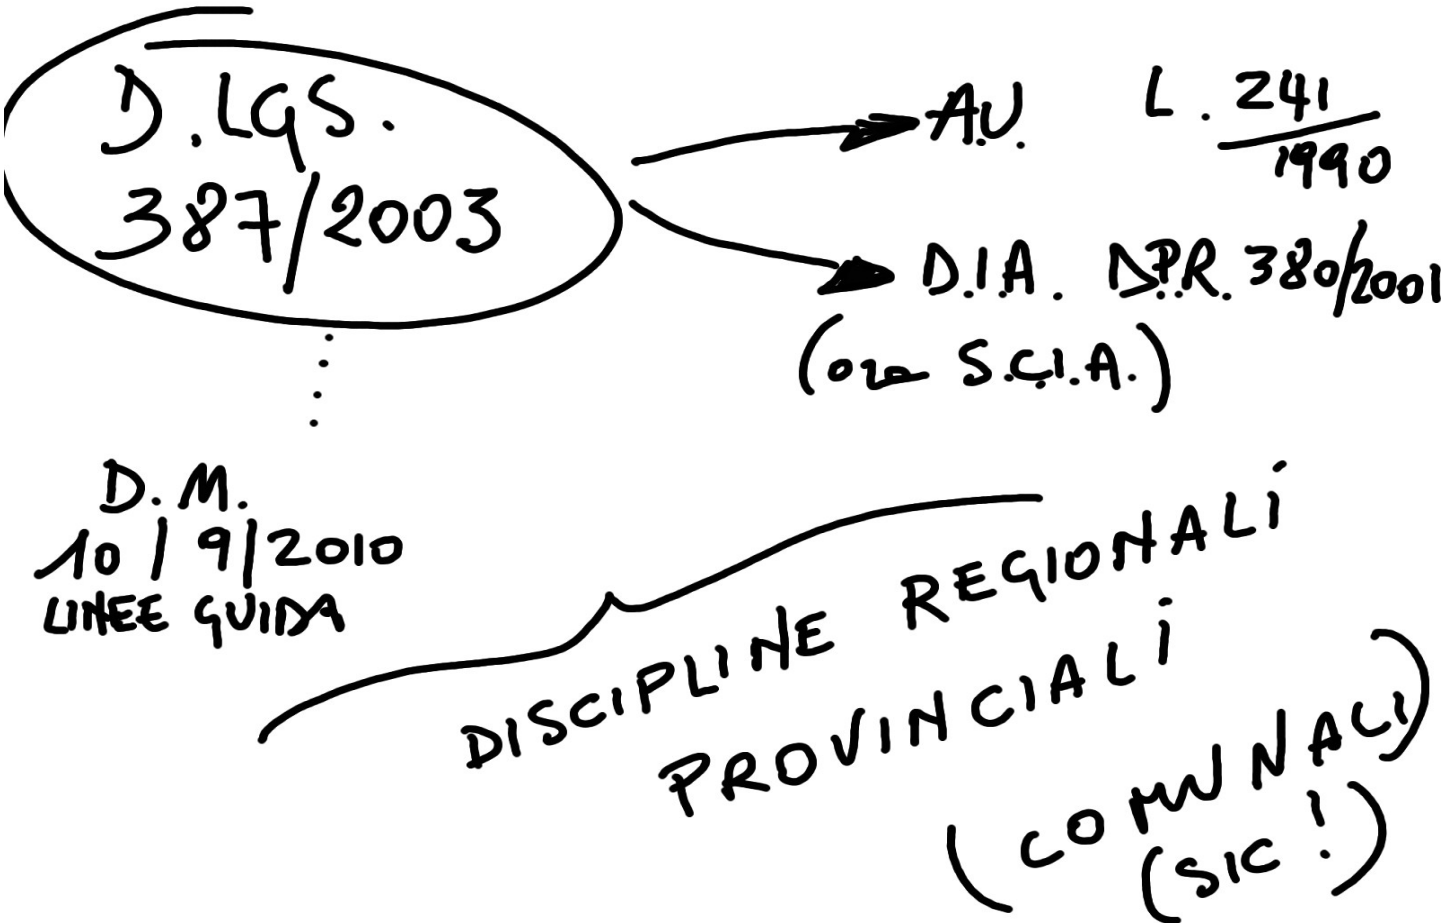 D.LGS.
387/2003
A.U. L. 241/1990
D.I.A. D.P.R. 380/2001
(ora S.C.I.A.)
D.M.
10/9/2010
LINEE GUIDA
DISCIPLINE REGIONALI
PROVINCIALI
(COMUNALI)
(SIC!)